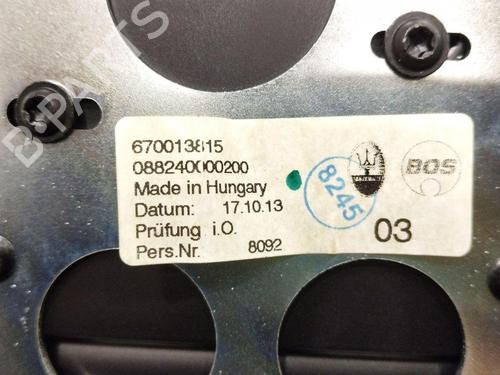 670013815
088240000200
Made in Hungary
Datum: 17.10.13
Prüfung i.O.
Pers.Nr. 8092
8245
BOS
03
B-PARTS